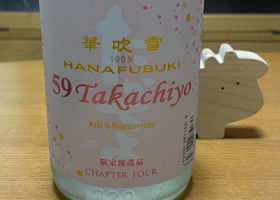 華吹雪
100%
HANAFUBUKI
59 Takachiyo
Made in Minamiuonuma
限定流通品
CHAPTER FOUR